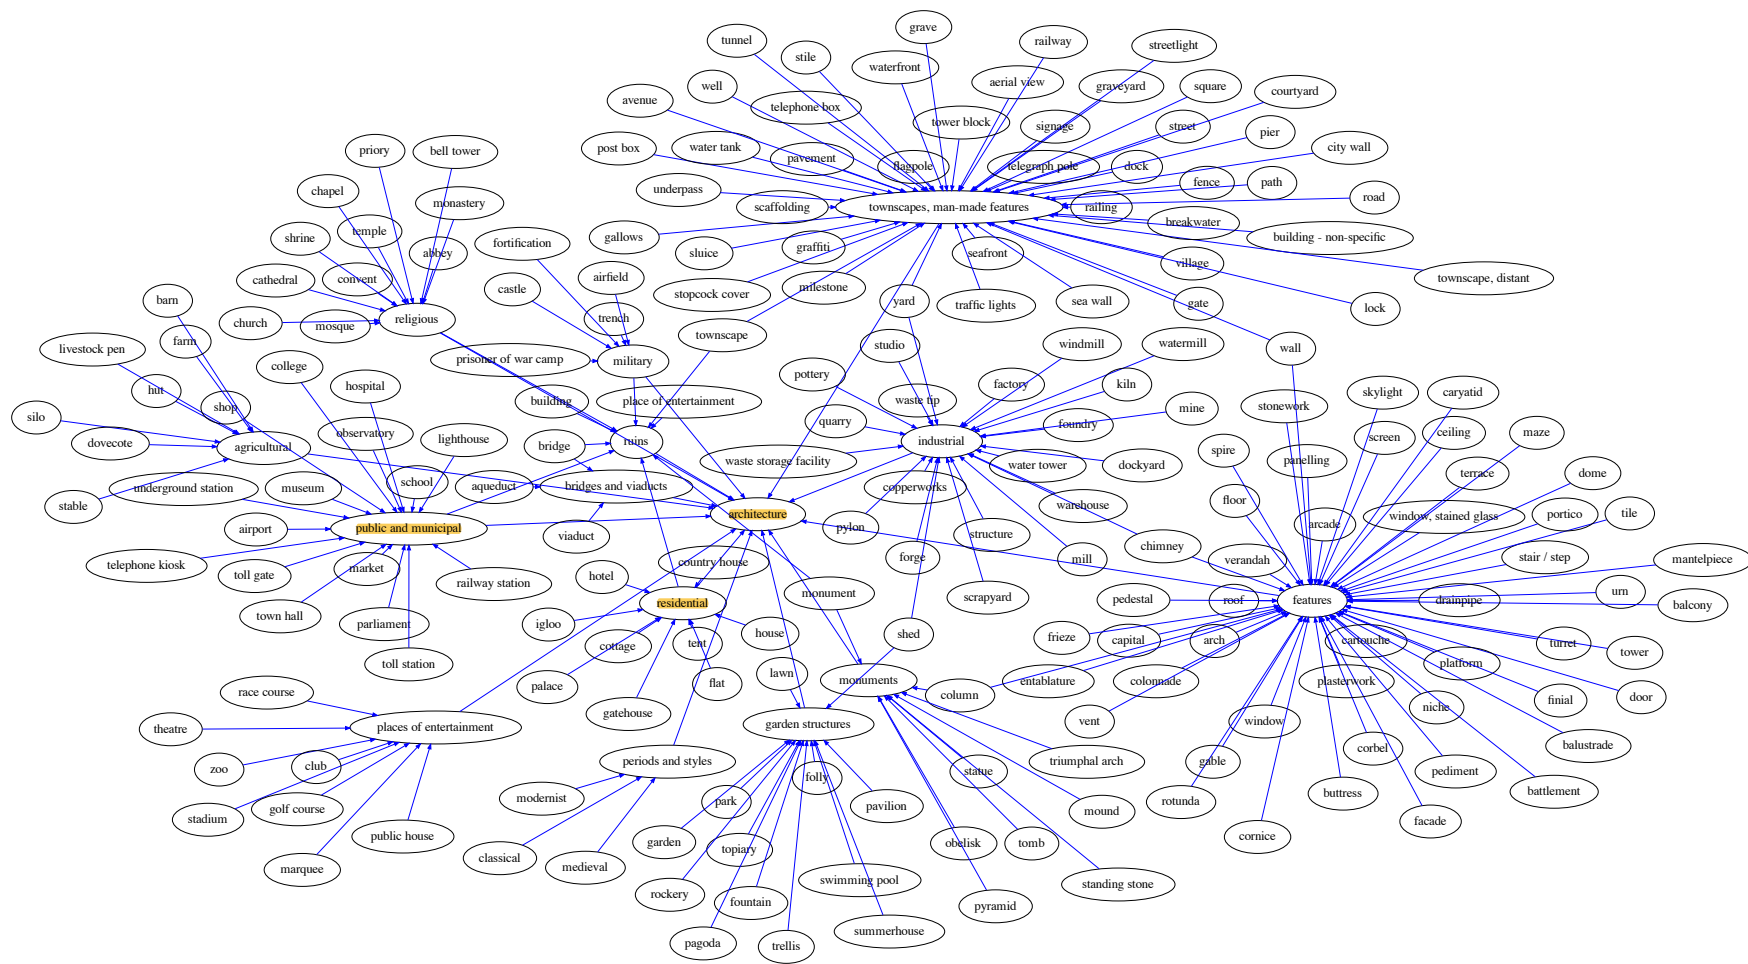 grave
tunnel
railway
streetlight
stile
waterfront
aerial view
well
graveyard
square
courtyard
avenue
telephone box
tower block
signage
street
pier
post box
water tank
pavement
flagpole
telegraph pole
dock
city wall
priory
bell tower
underpass
scaffolding
townscapes, man-made features
railing
fence
path
road
chapel
monastery
breakwater
building - non-specific
shrine
temple
abbey
fortification
gallows
sluice
graffiti
seafront
village
townscape, distant
cathedral
convent
castle
airfield
stopcock cover
milestone
yard
traffic lights
sea wall
gate
lock
barn
church
mosque
religious
trench
townscape
wall
livestock pen
farm
college
prisoner of war camp
military
studio
windmill
watermill
hut
shop
hospital
building
place of entertainment
pottery
waste tip
factory
kiln
skylight
caryatid
silo
stonework
dovecote
agricultural
observatory
lighthouse
bridge
ruins
quarry
industrial
foundry
mine
screen
ceiling
maze
spire
panelling
stable
underground station
museum
school
aqueduct
bridges and viaducts
waste storage facility
copperworks
water tower
dockyard
terrace
dome
floor
airport
public and municipal
viaduct
architecture
pylon
warehouse
arcade
window, stained glass
portico
tile
telephone kiosk
toll gate
market
railway station
hotel
country house
forge
structure
mill
chimney
verandah
stair / step
mantelpiece
town hall
parliament
igloo
residential
monument
scrapyard
pedestal
roof
features
drainpipe
urn
balcony
toll station
cottage
tent
house
shed
frieze
capital
arch
cartouche
turret
tower
race course
palace
flat
lawn
monuments
column
entablature
colonnade
plasterwork
platform
finial
door
theatre
places of entertainment
gatehouse
garden structures
vent
window
niche
zoo
club
periods and styles
folly
statue
triumphal arch
gable
corbel
pediment
balustrade
stadium
golf course
modernist
park
pavilion
mound
rotunda
buttress
battlement
public house
garden
topiary
obelisk
tomb
cornice
facade
marquee
classical
medieval
rockery
fountain
swimming pool
pyramid
standing stone
pagoda
trellis
summerhouse